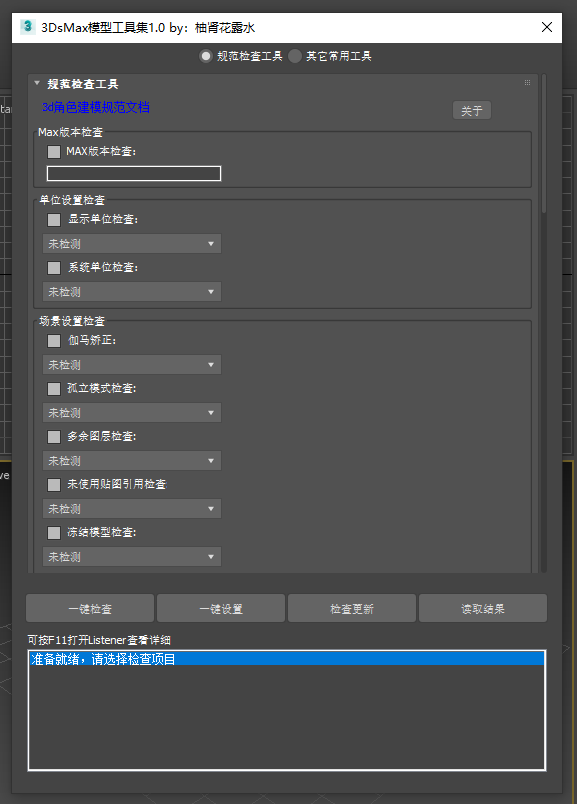 3DsMax模型工具集1.0 by：柚肾花露水
规范检查工具 其它常用工具
规范检查工具
3d角色建模规范文档
关于
Max版本检查
MAX版本检查:
单位设置检查
显示单位检查:
未检测
系统单位检查:
未检测
场景设置检查
伽马矫正:
未检测
孤立模式检查:
未检测
多余图层检查:
未检测
未使用贴图引用检查
未检测
冻结模型检查:
未检测
一键检查 一键设置 检查更新 读取结果
可按F11打开Listener查看详细
准备就绪，请选择检查项目